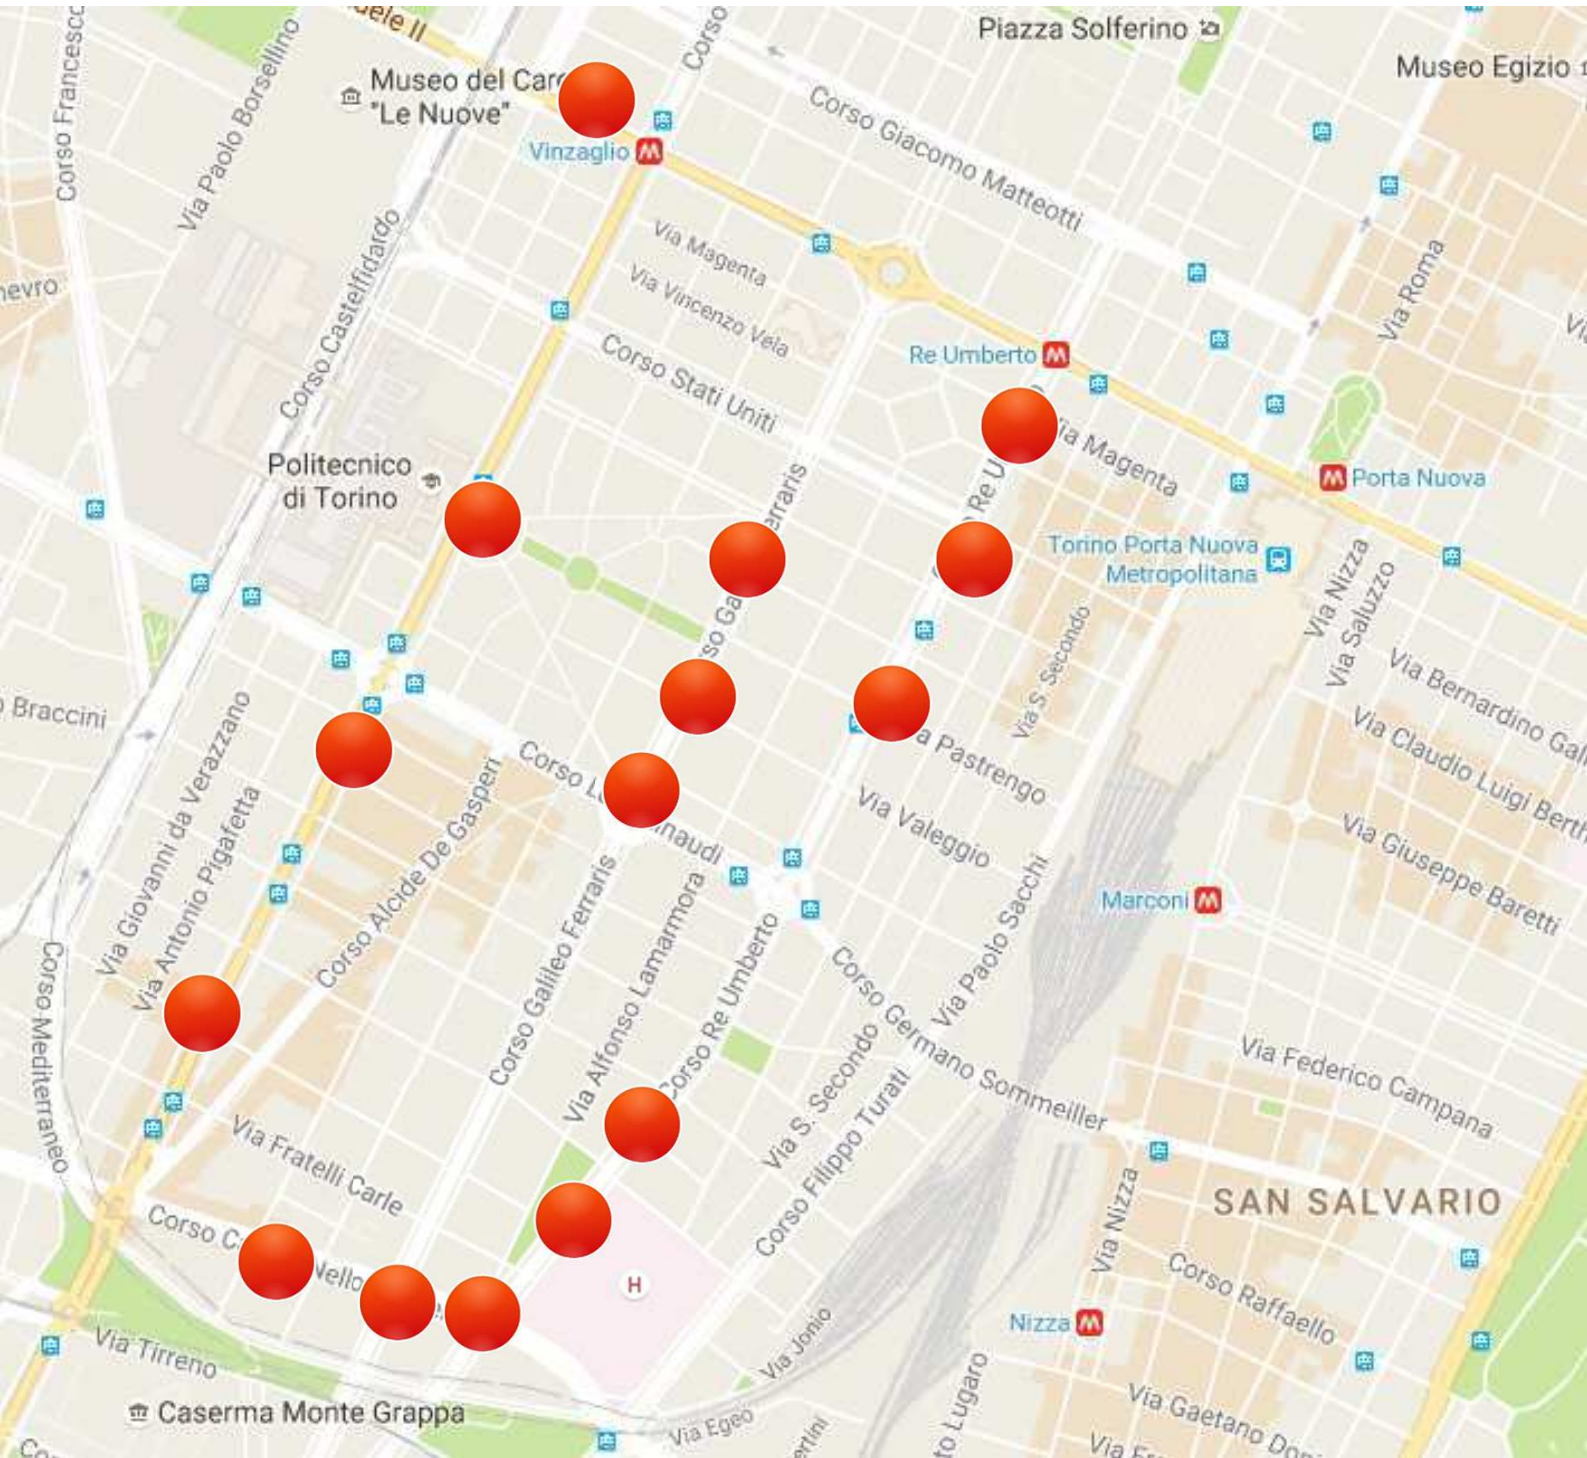 Piazza Solferino
Museo Egizio
Corso Francesco
Via Paolo Borsellino
Corso
Museo del
"Le Nuove"
Vinzaglio
Corso Giacomo Matteotti
Via Magenta
Via Vincenzo Vela
Corso Castelfidardo
Via Roma
Corso Stati Uniti
Re Umberto
Via Magenta
Politecnico
di Torino
Porta Nuova
Torino Porta Nuova
Metropolitana
Re
Via Nizza
Via Saluzzo
Via S. Secondo
Via Bernardino
Braccini
Via Giovanni da Verazzano
Via Antonio Pigafetta
Corso Alcide De Gasperi
Corso
Pastrengo
Via Valeggio
Via Claudio Luigi
Via Giuseppe Baretti
Corso Galileo Ferraris
Via Alfonso Lamarmora
Corso Re Umberto
Via Paolo Sacchi
Marconi
Corso Mediterraneo
Corso Germano Sommeiller
Via S. Secondo
Corso Filippo Turati
Via Federico Campana
Via Fratelli Carle
Via Nizza
SAN SALVARIO
Corso
Nello
H
Corso Raffaello
Nizza
Via Jonio
Via Tirreno
Caserma Monte Grappa
Via Egeo
Lugaro
Via Gaetano
Via